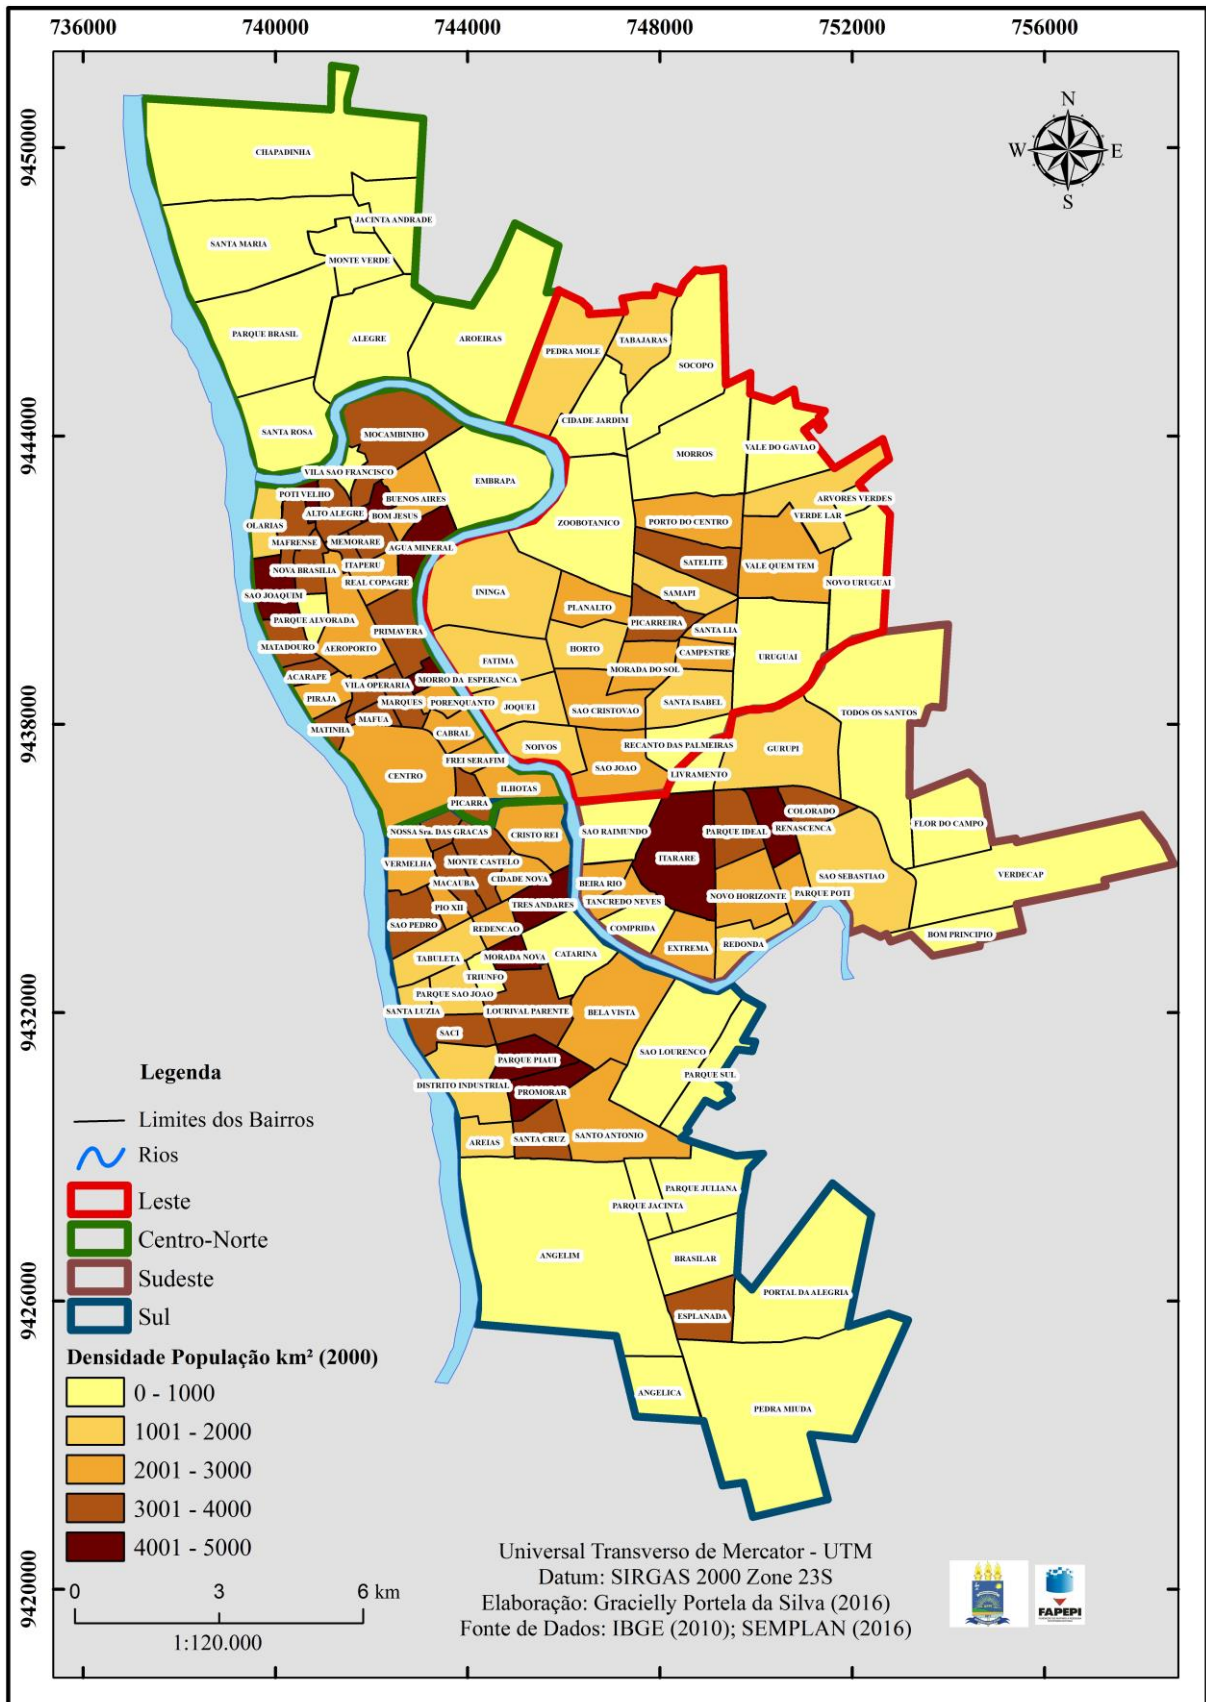 736000 740000 744000 748000 752000 756000
9450000
9444000
9438000
9432000
9426000
9420000
N
W E
S
CHAPADINHA
JACINTA ANDRADE
SANTA MARIA
MONTE VERDE
PARQUE BRASIL
ALEGRE
AROEIRAS
PEDRA MOLE
TABAJARAS
SOCOPO
SANTA ROSA
MOCAMBINHO
CIDADE JARDIM
MORROS
VALE DO GAVIAO
VILA SAO FRANCISCO
EMBRAPA
POTI VELHO
BUENOS AIRES
ARVORES VERDES
ALTO ALEGRE
BOM JESUS
VERDE LAR
OLARIAS
ZOOBOTANICO
PORTO DO CENTRO
MAFRENSE
MEMORARE
AGUA MINERAL
SATELITE
VALE QUEM TEM
ITAPERU
NOVA BRASILIA
REAL COPAGRE
NOVO URUGUAI
SAO JOAQUIM
ININGA
SAMAPI
PLANALTO
PARQUE ALVORADA
PICARREIRA
PRIMAVERA
SANTA LIA
MATADOURO
AEROPORTO
HORTO
CAMPESTRE
URUGUAI
FATIMA
MORADA DO SOL
ACARAPE
VILA OPERARIA
MORRO DA ESPERANCA
PIRAJA
MARQUES
PORENQUANTO
JOQUEI
SAO CRISTOVAO
SANTA ISABEL
TODOS OS SANTOS
MAFUA
MATINHA
CABRAL
NOIVOS
RECANTO DAS PALMEIRAS
GURUPI
FREI SERAFIM
SAO JOAO
CENTRO
LIVRAMENTO
ILHOTAS
PICARRA
COLORADO
NOSSA Sra. DAS GRACAS
CRISTO REI
SAO RAIMUNDO
PARQUE IDEAL
RENASCENCA
FLOR DO CAMPO
VERMELHA
MONTE CASTELO
ITARARE
MACAUBA
CIDADE NOVA
BEIRA RIO
SAO SEBASTIAO
VERDECAP
TANCREDO NEVES
NOVO HORIZONTE
PARQUE POTI
PIO XII
TRES ANDARES
SAO PEDRO
REDENCAO
COMPRIDA
BOM PRINCIPIO
EXTREMA
REDONDA
TABULETA
MORADA NOVA
CATARINA
TRIUNFO
PARQUE SAO JOAO
SANTA LUZIA
LOURIVAL PARENTE
BELA VISTA
SACI
SAO LOURENCO
PARQUE PIAUI
PARQUE SUL
DISTRITO INDUSTRIAL
PROMORAR
AREIAS
SANTA CRUZ
SANTO ANTONIO
PARQUE JULIANA
PARQUE JACINTA
ANGELIM
BRASILAR
PORTAL DA ALEGRIA
ESPLANADA
ANGELICA
PEDRA MIUDA
Legenda
Limites dos Bairros
Rios
Leste
Centro-Norte
Sudeste
Sul
Densidade População km² (2000)
0 - 1000
1001 - 2000
2001 - 3000
3001 - 4000
4001 - 5000
0 3 6 km
1:120.000
Universal Transverso de Mercator - UTM
Datum: SIRGAS 2000 Zone 23S
Elaboração: Gracielly Portela da Silva (2016)
Fonte de Dados: IBGE (2010); SEMPLAN (2016)
FAPEPI